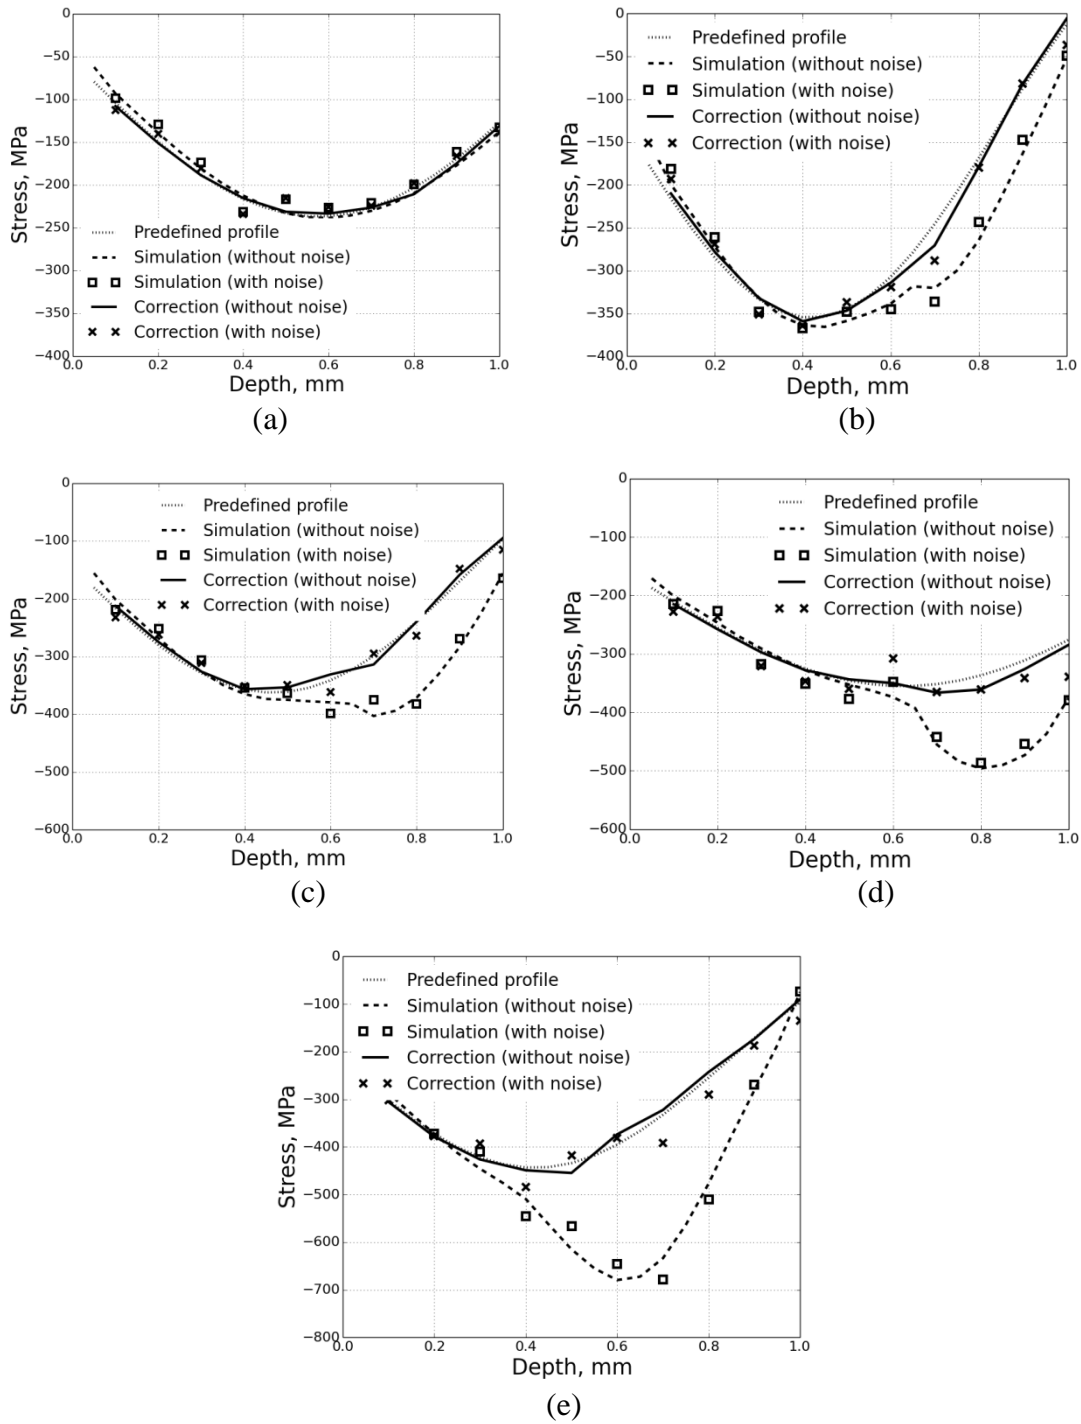 0
−50
−100
−150
−200
−250
−300
−350
−400
Stress, MPa
Predefined profile
Simulation (without noise)
Simulation (with noise)
Correction (without noise)
Correction (with noise)
0.0 0.2 0.4 0.6 0.8 1.0
Depth, mm
(a)
0
−50
−100
−150
−200
−250
−300
−350
−400
Stress, MPa
Predefined profile
Simulation (without noise)
Simulation (with noise)
Correction (without noise)
Correction (with noise)
0.0 0.2 0.4 0.6 0.8 1.0
Depth, mm
(b)
0
−100
−200
−300
−400
−500
−600
Stress, MPa
Predefined profile
Simulation (without noise)
Simulation (with noise)
Correction (without noise)
Correction (with noise)
0.0 0.2 0.4 0.6 0.8 1.0
Depth, mm
(c)
0
−100
−200
−300
−400
−500
−600
Stress, MPa
Predefined profile
Simulation (without noise)
Simulation (with noise)
Correction (without noise)
Correction (with noise)
0.0 0.2 0.4 0.6 0.8 1.0
Depth, mm
(d)
0
−100
−200
−300
−400
−500
−600
−700
−800
Stress, MPa
Predefined profile
Simulation (without noise)
Simulation (with noise)
Correction (without noise)
Correction (with noise)
0.0 0.2 0.4 0.6 0.8 1.0
Depth, mm
(e)